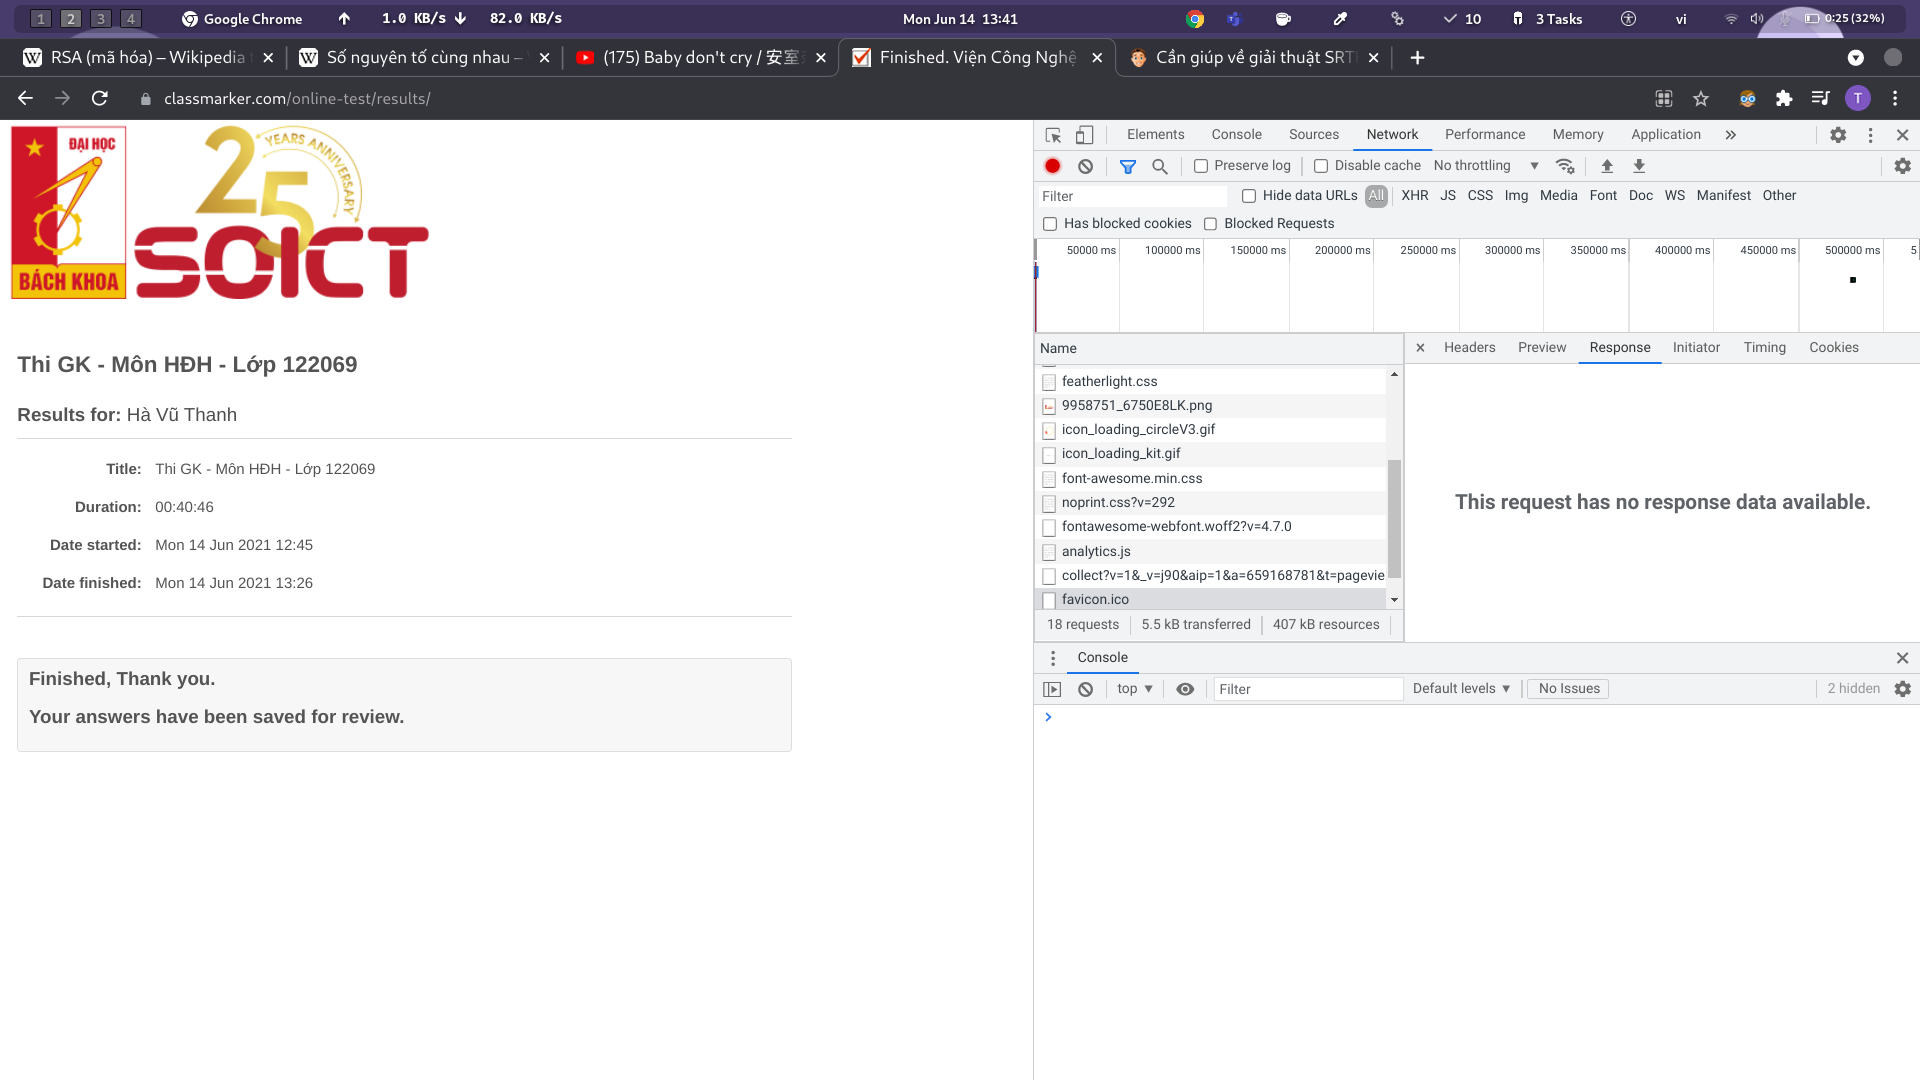 1 2 3 4 Google Chrome 1.0 KB/s 82.0 KB/s Mon Jun 14 13:41 10 3 Tasks vi 0:25 (32%)
RSA (mã hóa) – Wikipedia Số nguyên tố cùng nhau – (175) Baby don't cry / 安室 Finished. Viện Công Nghệ Cần giúp về giải thuật SRT
classmarker.com/online-test/results/ T
ĐẠI HỌC
BÁCH KHOA
25 YEARS ANNIVERSARY
SOICT
Thi GK - Môn HĐH - Lớp 122069
Results for: Hà Vũ Thanh
Title: Thi GK - Môn HĐH - Lớp 122069
Duration: 00:40:46
Date started: Mon 14 Jun 2021 12:45
Date finished: Mon 14 Jun 2021 13:26
Finished, Thank you.
Your answers have been saved for review.
Elements Console Sources Network Performance Memory Application
Preserve log Disable cache No throttling
Filter Hide data URLs All XHR JS CSS Img Media Font Doc WS Manifest Other
Has blocked cookies Blocked Requests
50000 ms 100000 ms 150000 ms 200000 ms 250000 ms 300000 ms 350000 ms 400000 ms 450000 ms 500000 ms 5
Name
featherlight.css
9958751_6750E8LK.png
icon_loading_circleV3.gif
icon_loading_kit.gif
font-awesome.min.css
noprint.css?v=292
fontawesome-webfont.woff2?v=4.7.0
analytics.js
collect?v=1&_v=j90&aip=1&a=659168781&t=pagevie
favicon.ico
18 requests 5.5 kB transferred 407 kB resources
Headers Preview Response Initiator Timing Cookies
This request has no response data available.
Console
top Filter Default levels No Issues 2 hidden